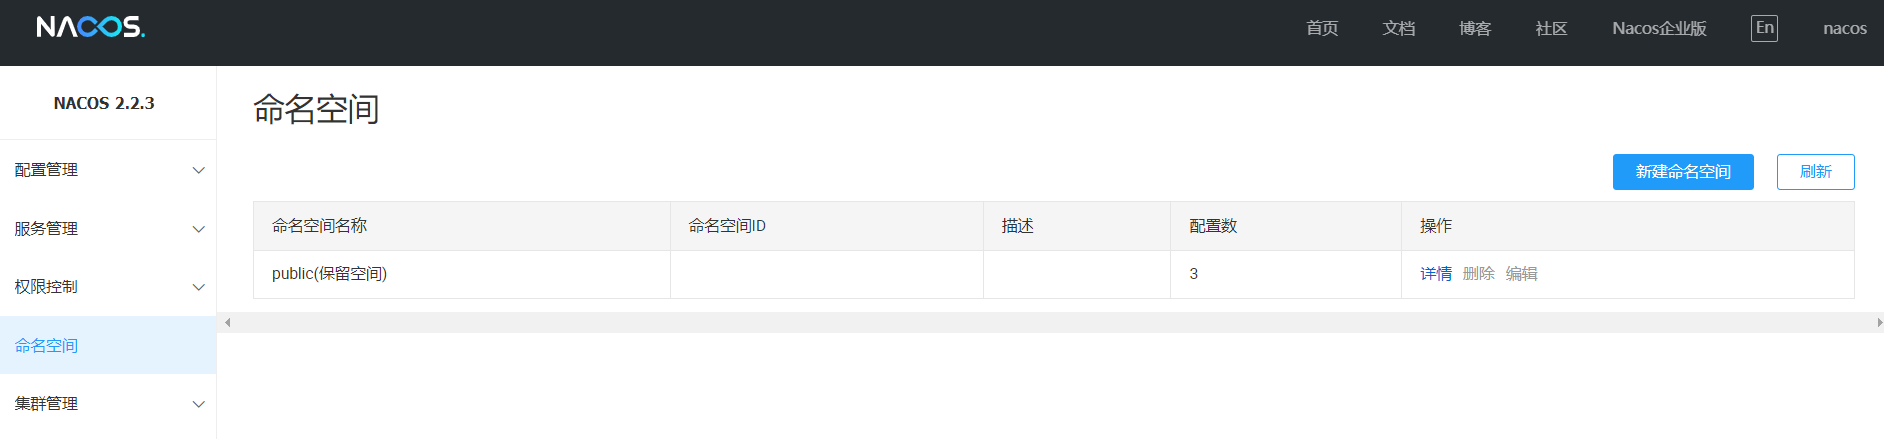 NACOS. 首页 文档 博客 社区 Nacos企业版 En nacos
NACOS 2.2.3
配置管理
服务管理
权限控制
命名空间
集群管理
命名空间
新建命名空间 刷新
命名空间名称 命名空间ID 描述 配置数 操作
public(保留空间) 3 详情 删除 编辑